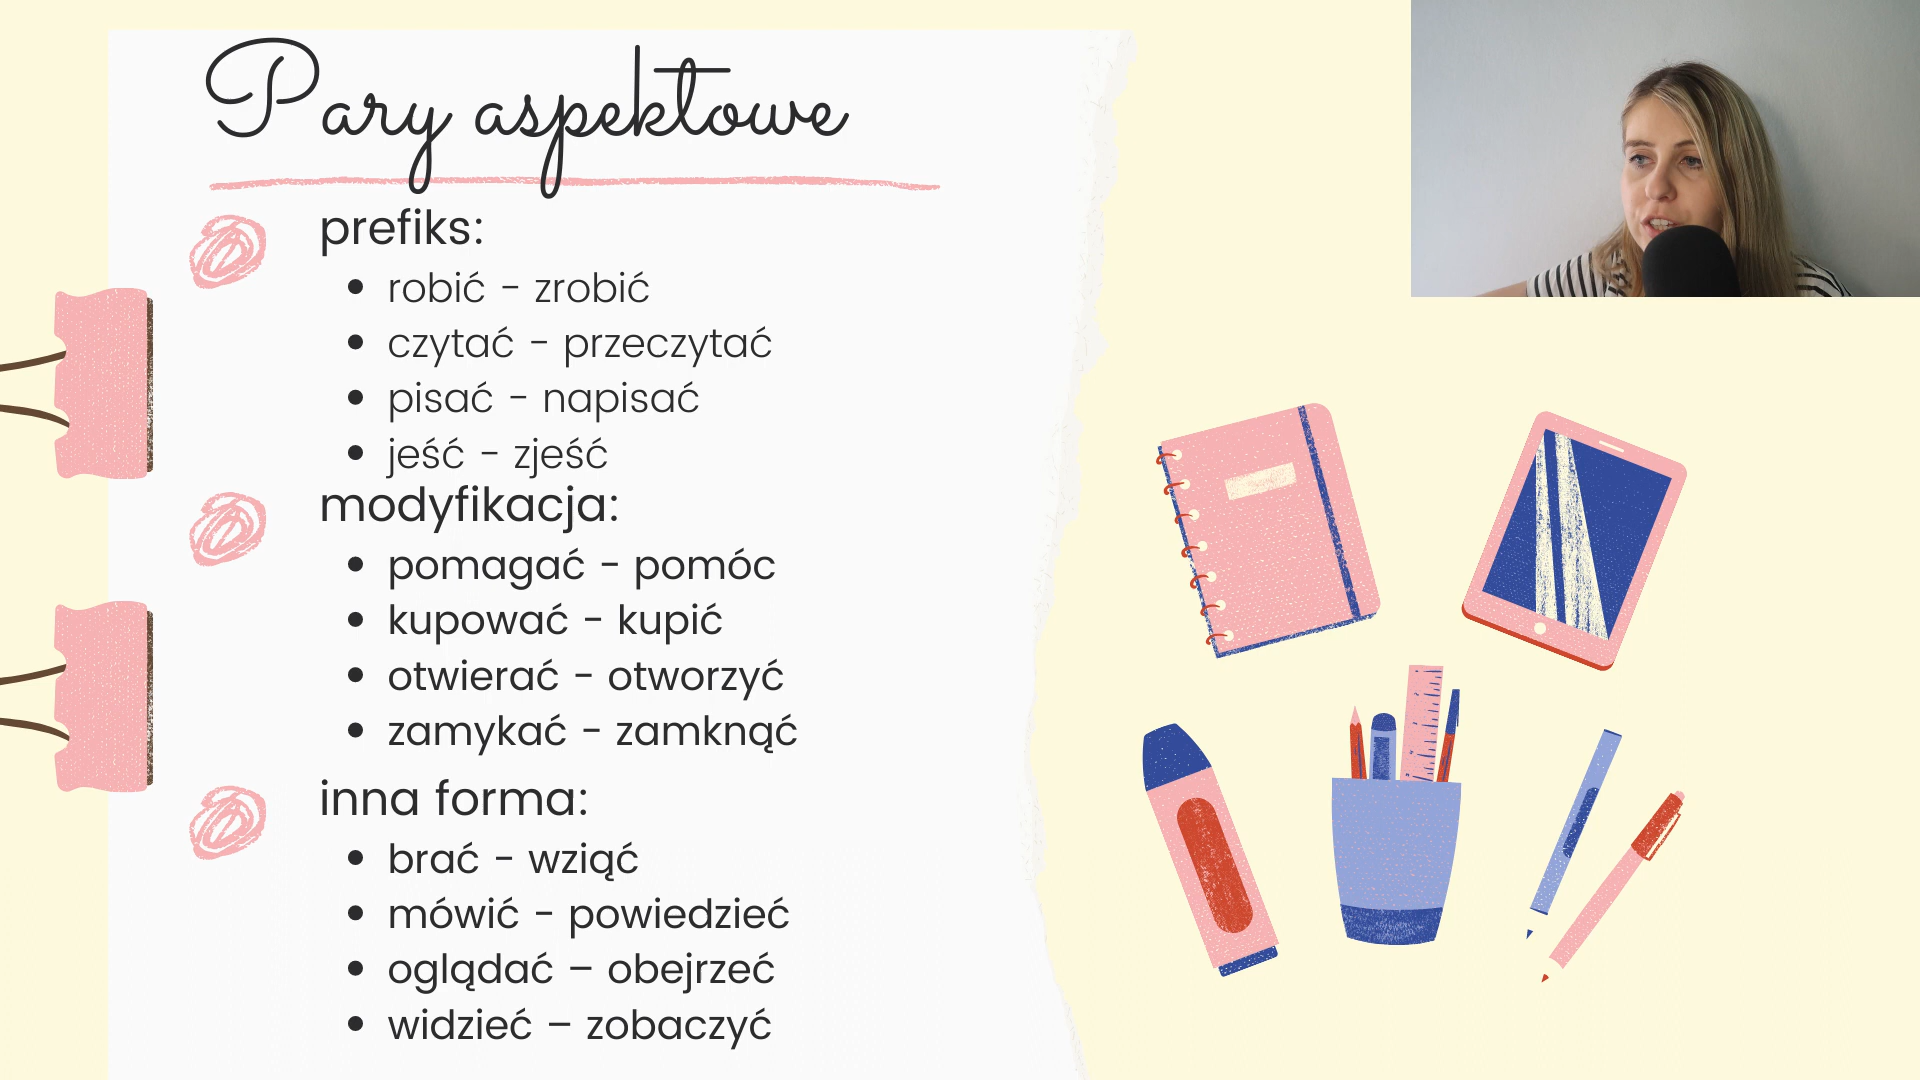 Pary aspektowe
prefiks:
• robić - zrobić
• czytać - przeczytać
• pisać - napisać
• jeść - zjeść
modyfikacja:
• pomagać - pomóc
• kupować - kupić
• otwierać - otworzyć
• zamykać - zamknąć
inna forma:
• brać - wziąć
• mówić - powiedzieć
• oglądać – obejrzeć
• widzieć – zobaczyć